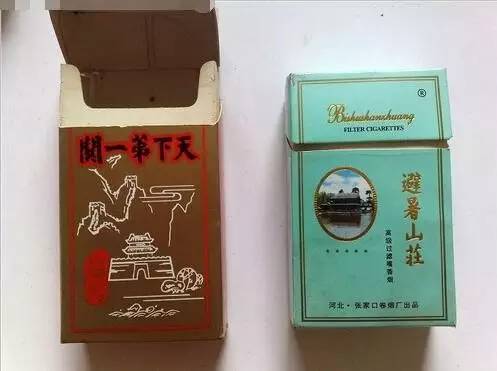 天下第一關
®
Bishushanzhuang
FILTER CIGARETTES
避暑山莊
高级过滤嘴香烟
河北·张家口卷烟厂出品